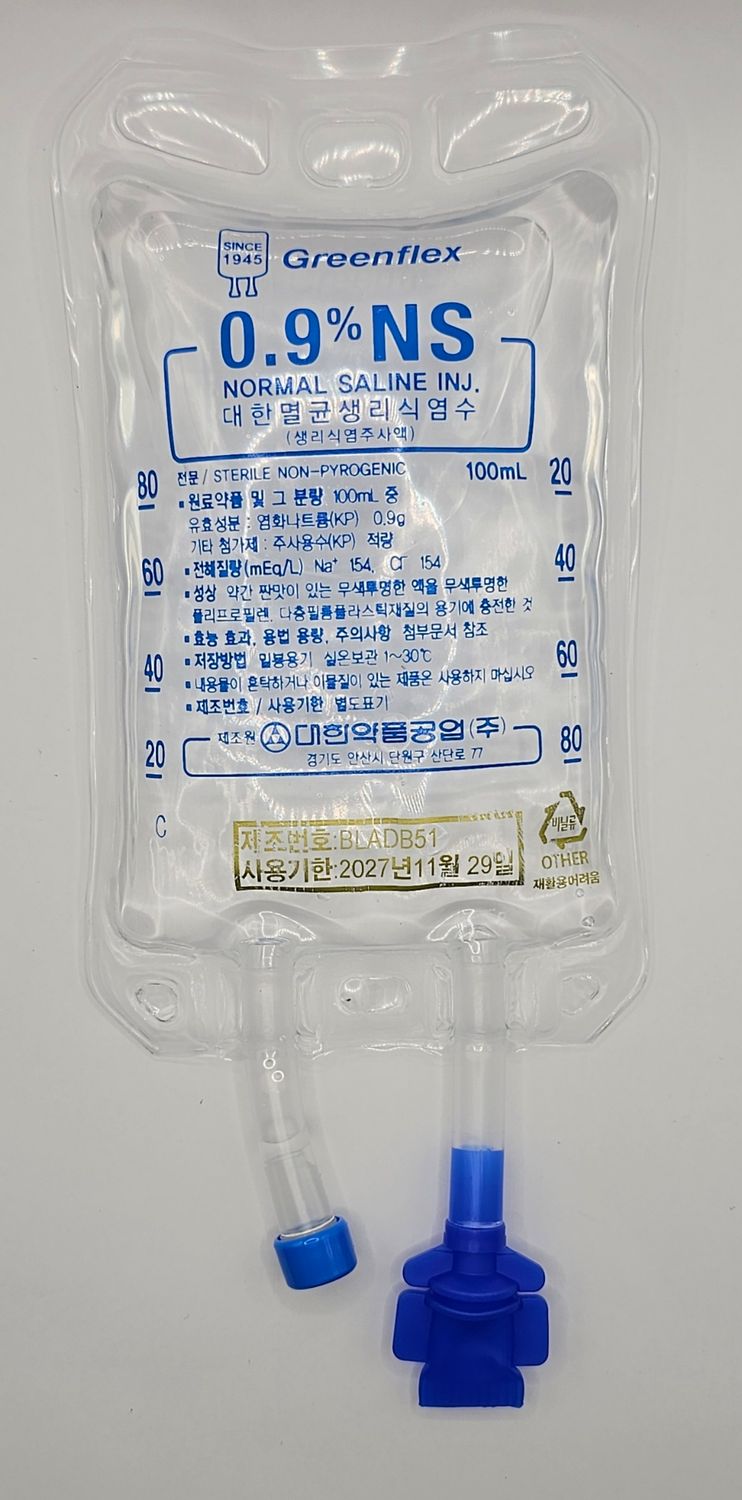 SINCE
1945
Greenflex
0.9% NS
NORMAL SALINE INJ.
대한멸균생리식염수
(생리식염주사액)
전문 / STERILE NON-PYROGENIC 100mL
80
20
▪원료약품 및 그 분량 100mL 중
유효성분 : 염화나트륨(KP) 0.9g
기타 첨가제 : 주사용수(KP) 적량
60
40
▪전해질량(mEq/L) Na⁺ 154, Cl⁻ 154
▪성상 약간 짠맛이 있는 무색투명한 액을 무색투명한
폴리프로필렌, 다층필름플라스틱재질의 용기에 충전한 것
▪효능 효과, 용법 용량, 주의사항 첨부문서 참조
40
60
▪저장방법 밀봉용기 실온보관 1~30℃
▪내용물이 혼탁하거나 이물질이 있는 제품은 사용하지 마십시오
▪제조번호 / 사용기한 별도표기
20
80
제조원 대한약품공업(주)
경기도 안산시 단원구 산단로 77
C
제조번호:BLADB51
사용기한:2027년11월 29일
비닐류
OTHER
재활용어려움